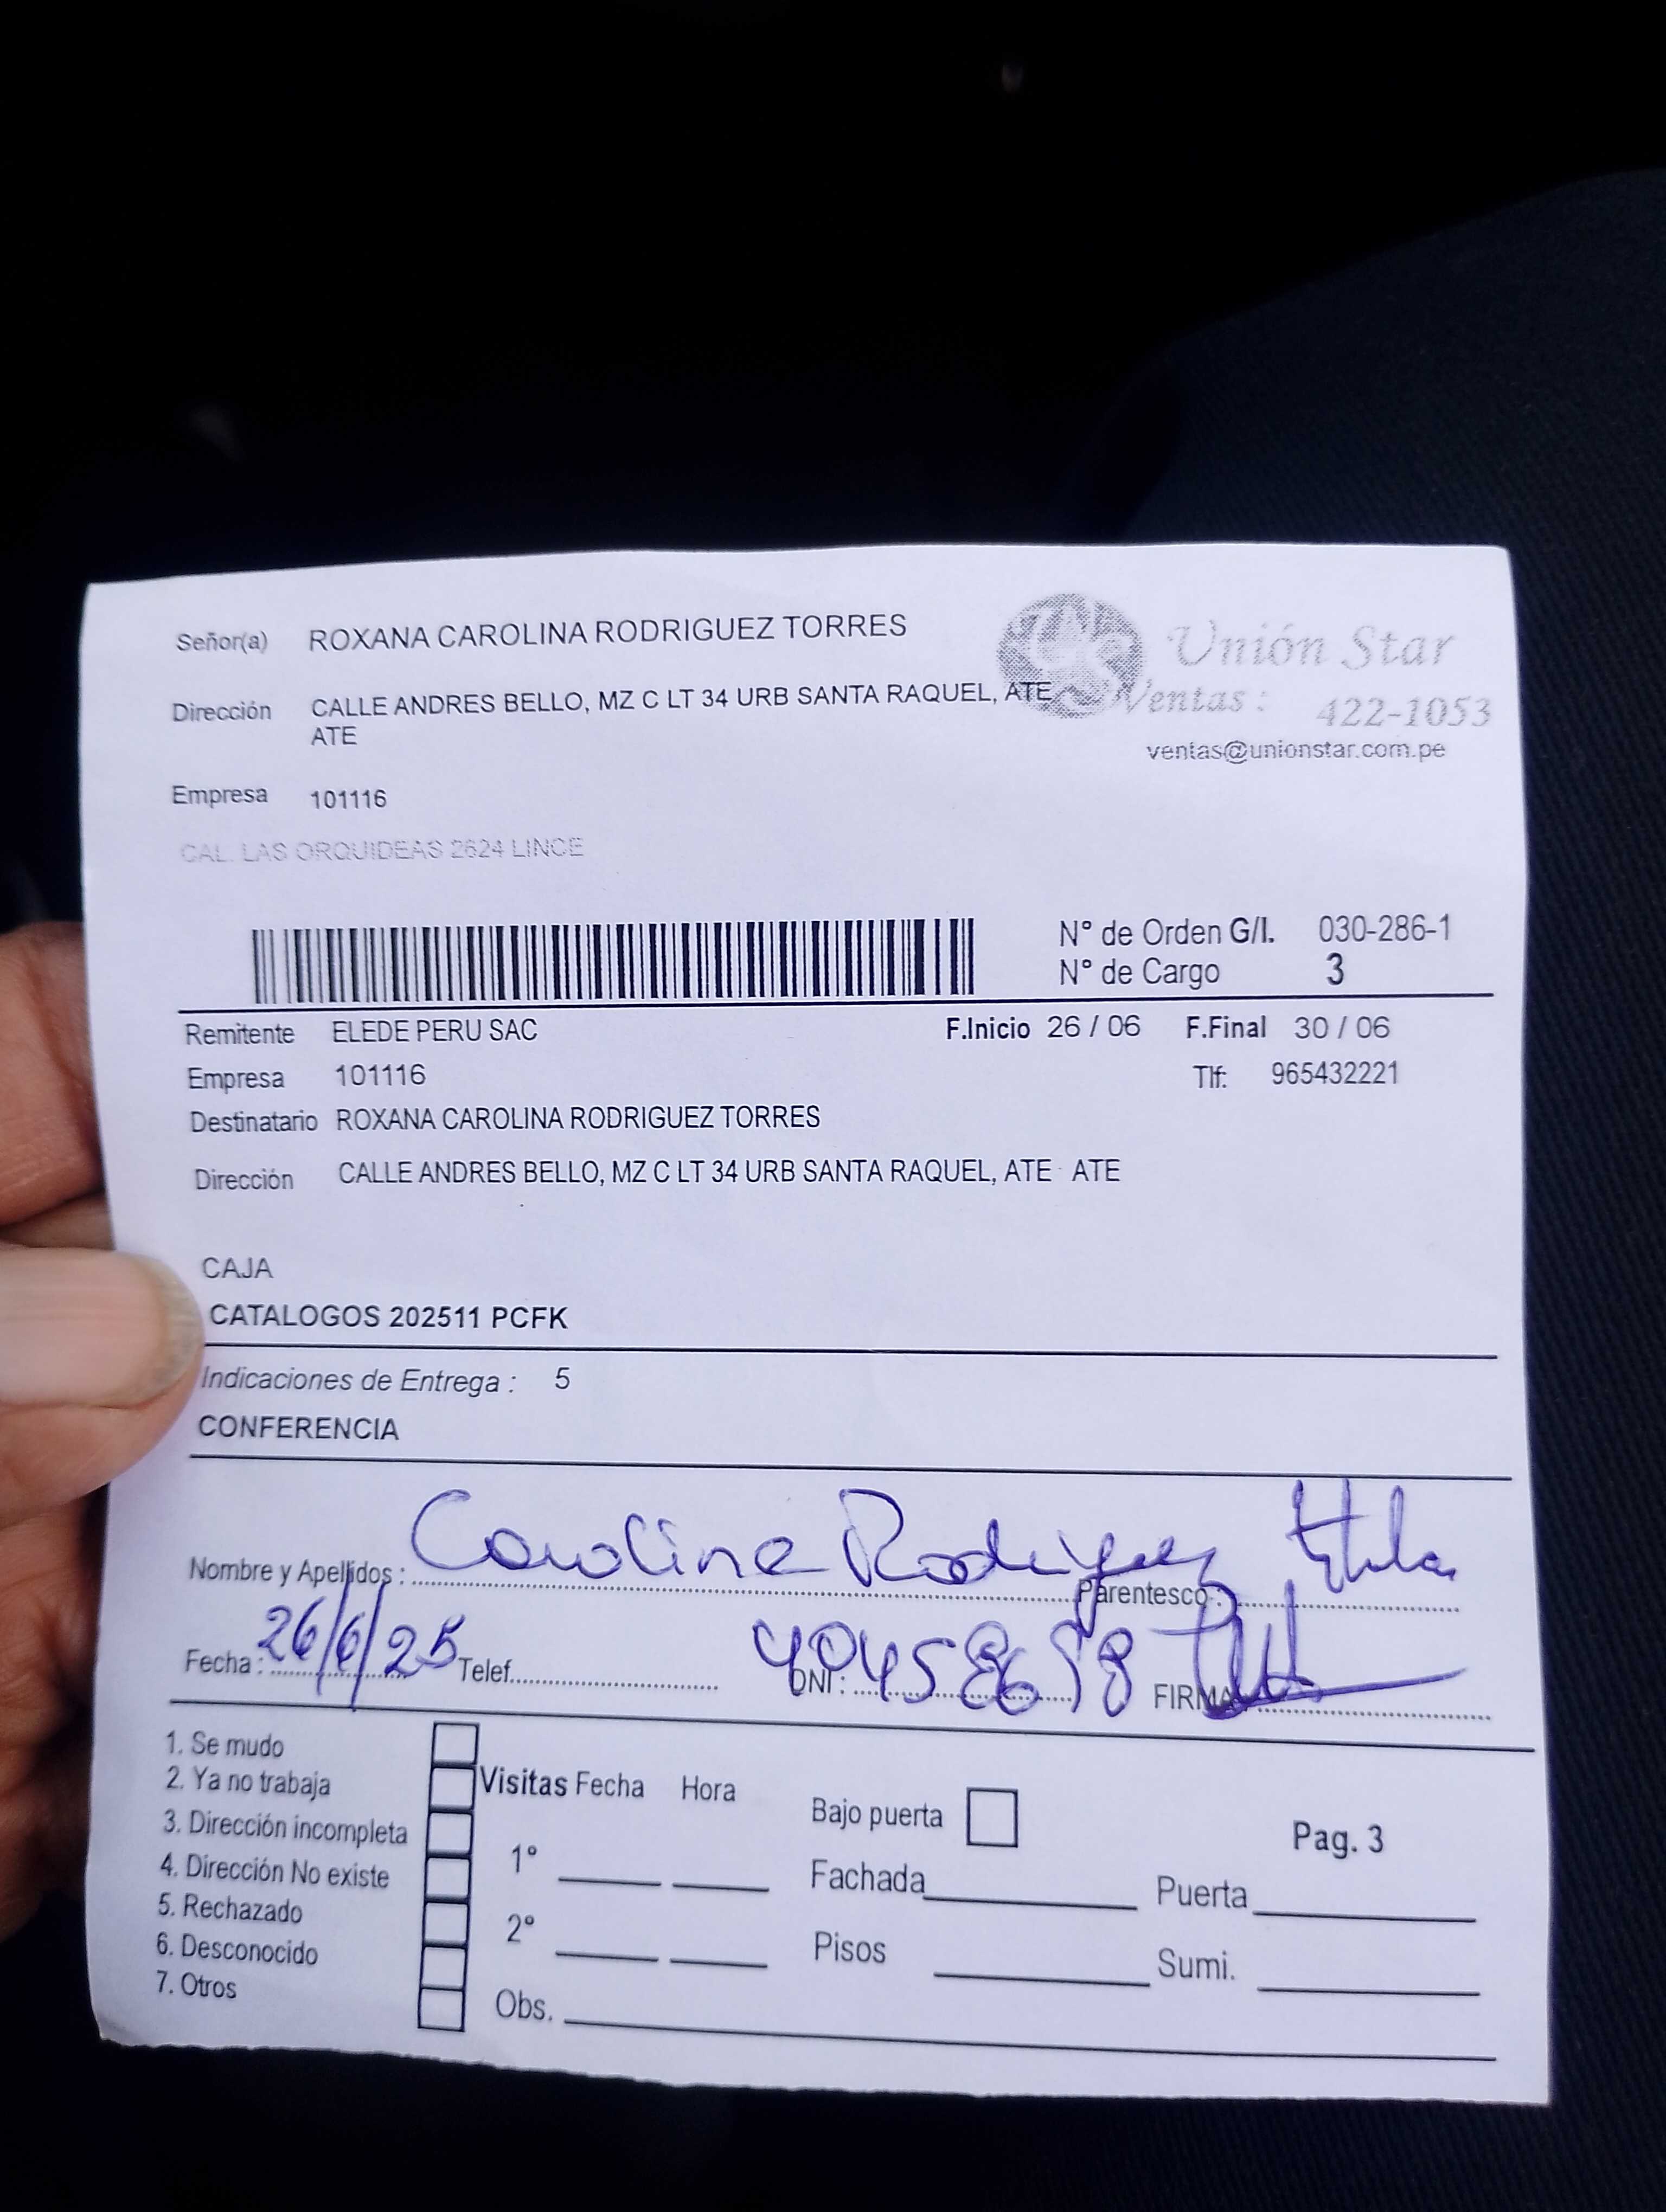 Señor(a) ROXANA CAROLINA RODRIGUEZ TORRES
Unión Star
Dirección CALLE ANDRES BELLO, MZ C LT 34 URB SANTA RAQUEL, ATE
ATE
Ventas : 422-1053
ventas@unionstar.com.pe
Empresa 101116
CAL. LAS ORQUIDEAS 2624 LINCE
N° de Orden G/I. 030-286-1
N° de Cargo 3
Remitente ELEDE PERU SAC F.Inicio 26 / 06 F.Final 30 / 06
Empresa 101116 Tlf: 965432221
Destinatario ROXANA CAROLINA RODRIGUEZ TORRES
Dirección CALLE ANDRES BELLO, MZ C LT 34 URB SANTA RAQUEL, ATE ATE
CAJA
CATALOGOS 202511 PCFK
Indicaciones de Entrega : 5
CONFERENCIA
Nombre y Apellidos : Carolina Rodriguez Parentesco :
Fecha : 26/6/25 Telef. DNI : 40458698 FIRMA
1. Se mudo
2. Ya no trabaja
3. Dirección incompleta
4. Dirección No existe
5. Rechazado
6. Desconocido
7. Otros
Visitas Fecha Hora
1°
2°
Obs.
Bajo puerta
Fachada
Pisos
Pag. 3
Puerta
Sumi.